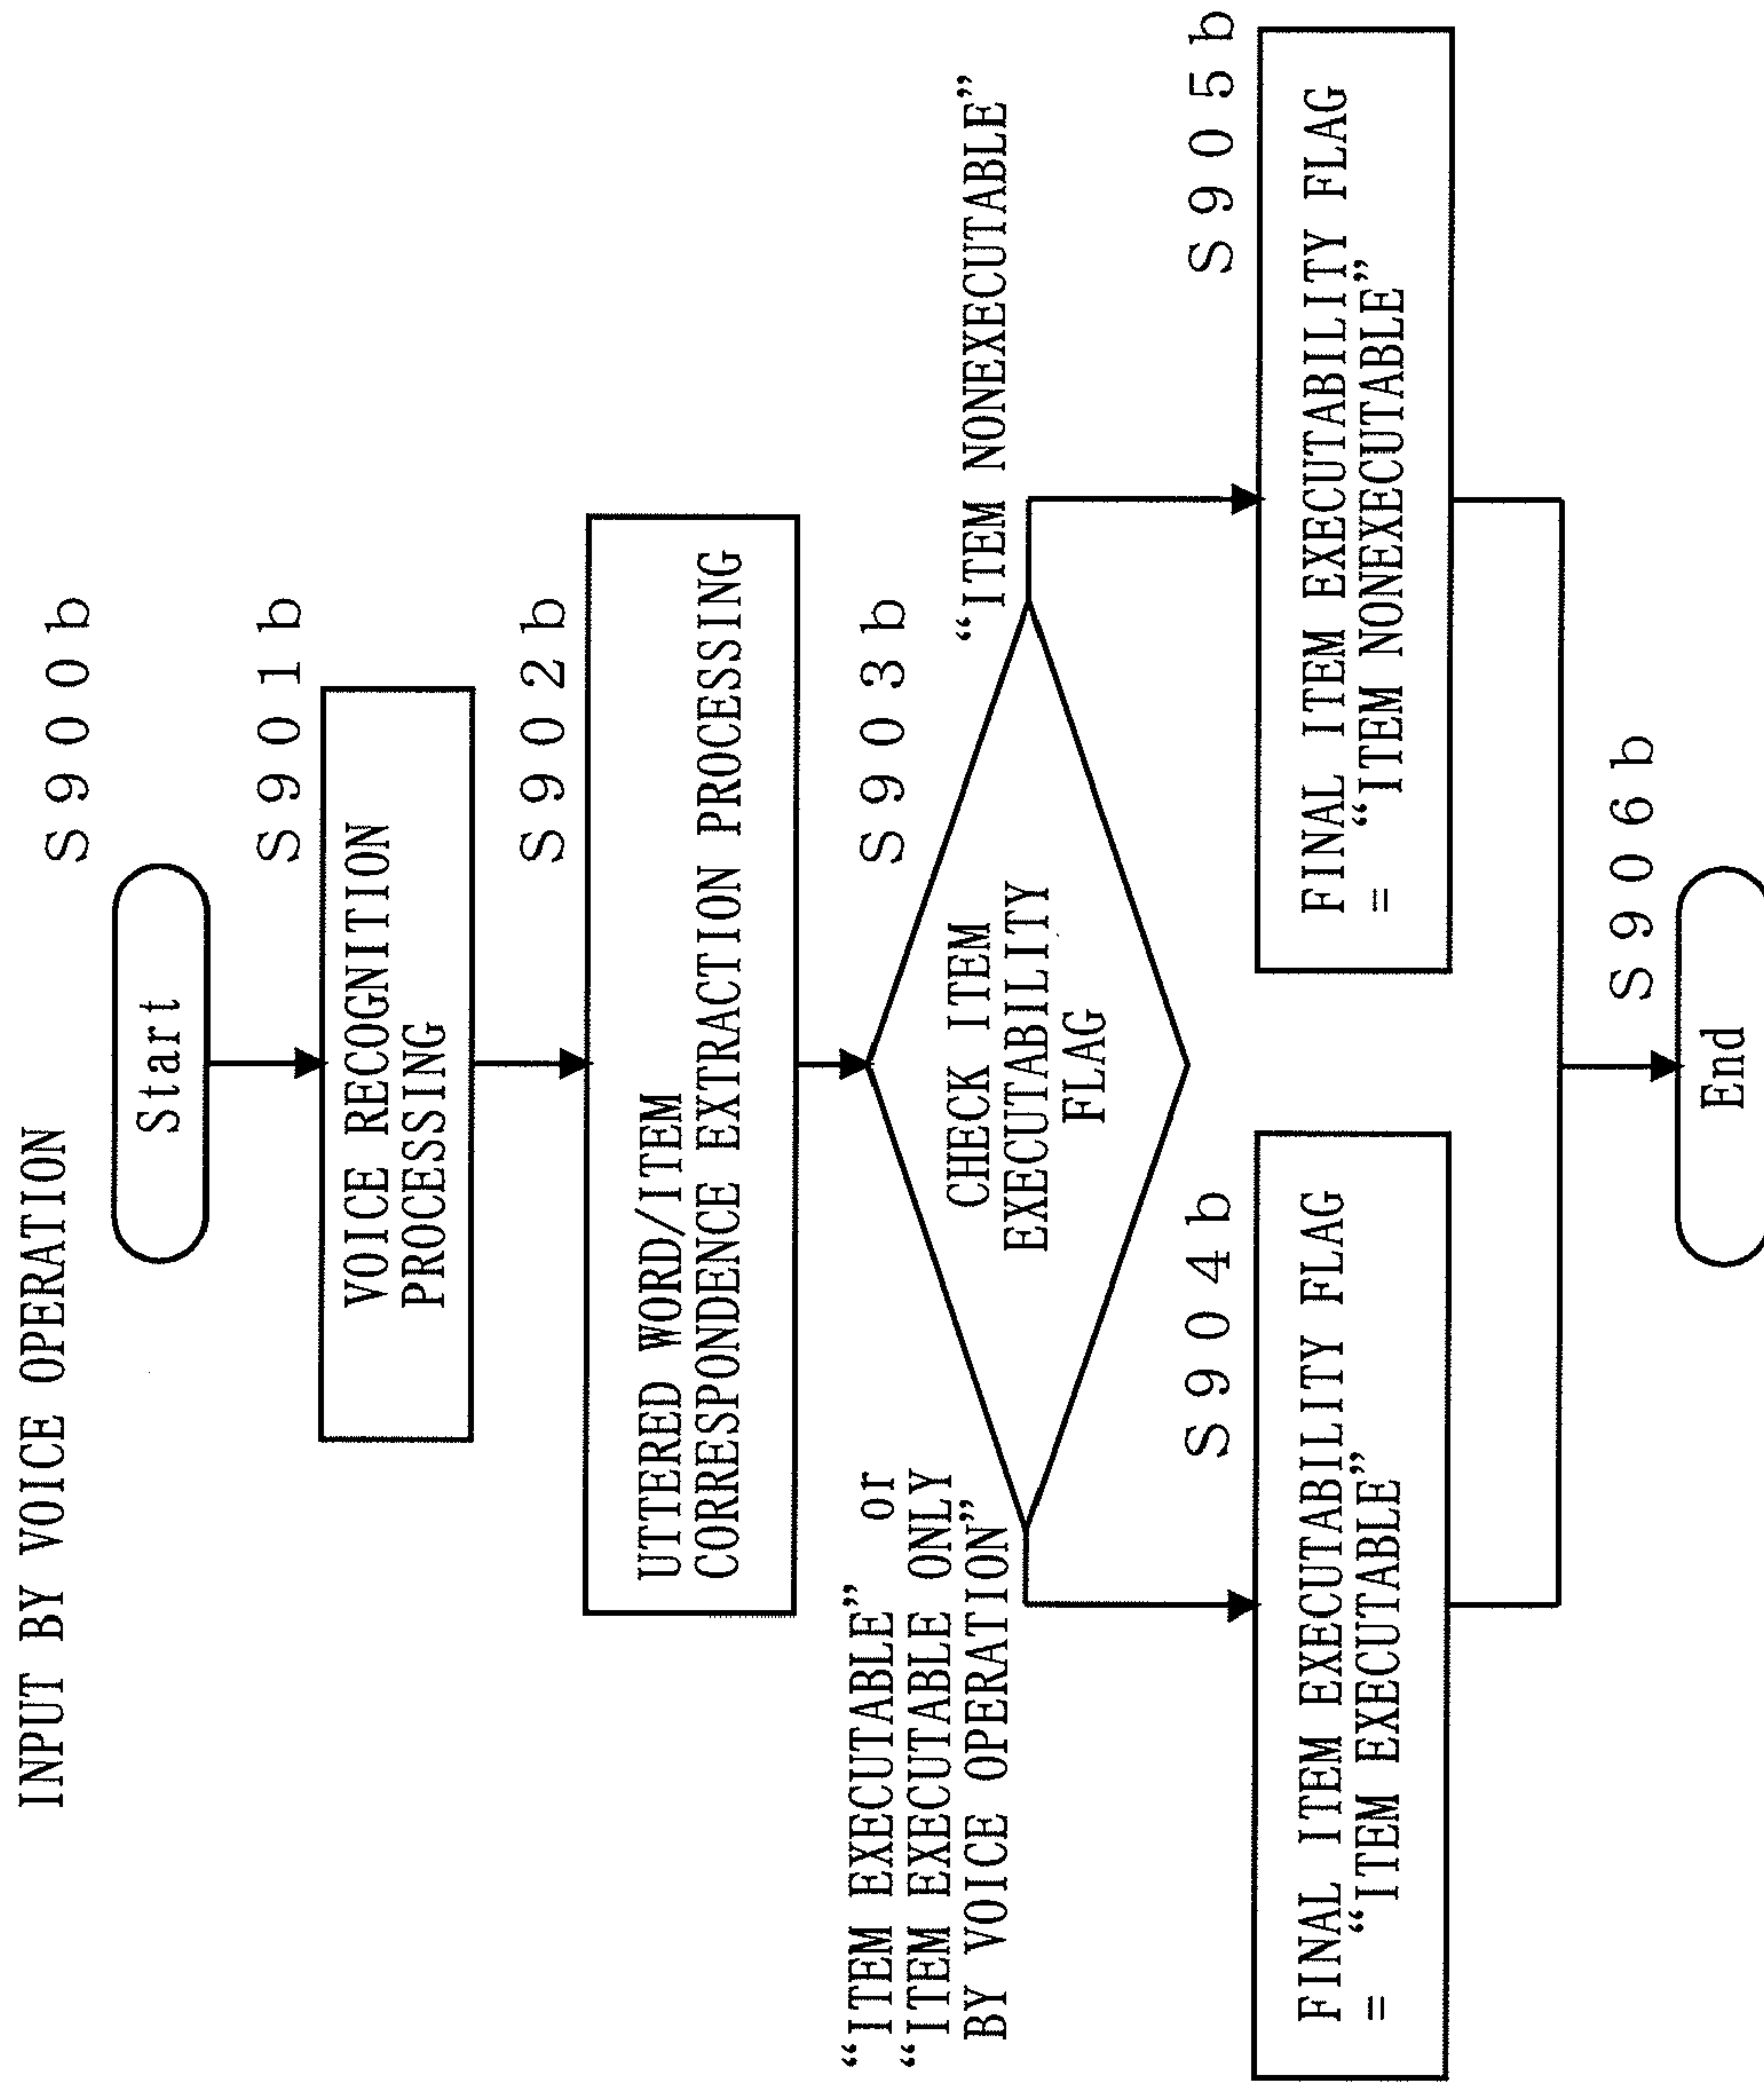 INPUT BY VOICE OPERATION
S900b
Start
S901b
VOICE RECOGNITION
PROCESSING
S902b
UTTERED WORD/ITEM
CORRESPONDENCE EXTRACTION PROCESSING
S903b
CHECK ITEM
EXECUTABILITY
FLAG
“ITEM EXECUTABLE” or
“ITEM EXECUTABLE ONLY
BY VOICE OPERATION”
“ITEM NONEXECUTABLE”
S904b
FINAL ITEM EXECUTABILITY FLAG
= “ITEM EXECUTABLE”
S905b
FINAL ITEM EXECUTABILITY FLAG
= “ITEM NONEXECUTABLE”
S906b
End